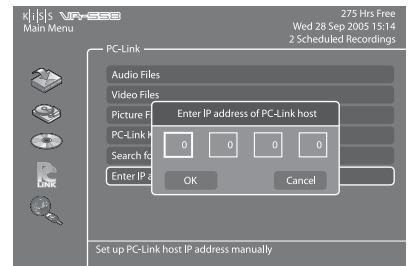 K|i|S|S VR-558
275 Hrs Free
Main Menu
Wed 28 Sep 2005 15:14
2 Scheduled Recordings
PC-Link
Audio Files
Video Files
Picture Fi
PC-Link K
Search fo
Enter IP a
Enter IP address of PC-Link host
0 0 0 0
OK Cancel
LINK
Set up PC-Link host IP address manually